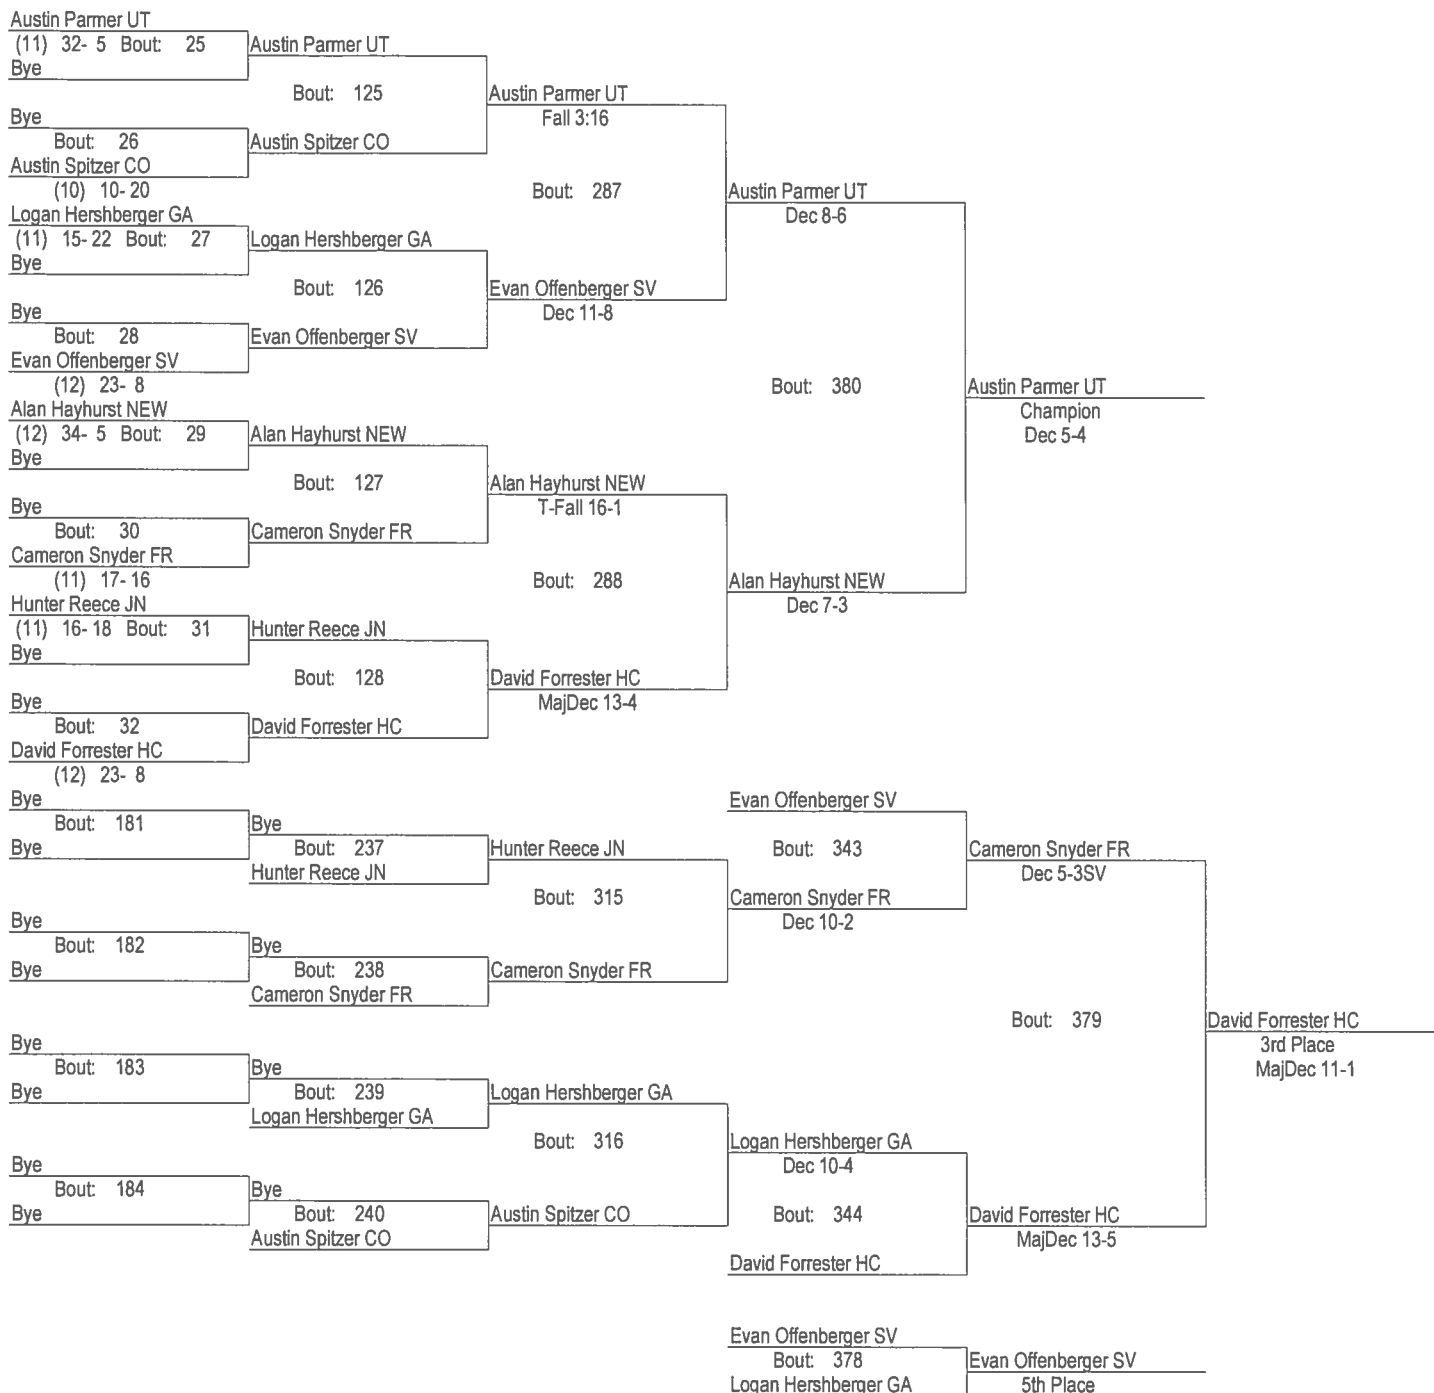 Austin Parmer UT
(11) 32- 5 Bout: 25
Bye
Austin Parmer UT
Bout: 125
Bye
Bout: 26
Austin Spitzer CO
(10) 10- 20
Austin Spitzer CO
Austin Parmer UT
Fall 3:16
Bout: 287
Logan Hershberger GA
(11) 15- 22 Bout: 27
Bye
Logan Hershberger GA
Bout: 126
Bye
Bout: 28
Evan Offenberger SV
(12) 23- 8
Evan Offenberger SV
Evan Offenberger SV
Dec 11-8
Austin Parmer UT
Dec 8-6
Bout: 380
Alan Hayhurst NEW
(12) 34- 5 Bout: 29
Bye
Alan Hayhurst NEW
Bout: 127
Bye
Bout: 30
Cameron Snyder FR
(11) 17- 16
Cameron Snyder FR
Alan Hayhurst NEW
T-Fall 16-1
Bout: 288
Hunter Reece JN
(11) 16- 18 Bout: 31
Bye
Hunter Reece JN
Bout: 128
Bye
Bout: 32
David Forrester HC
(12) 23- 8
David Forrester HC
David Forrester HC
MajDec 13-4
Alan Hayhurst NEW
Dec 7-3
Austin Parmer UT
Champion
Dec 5-4
Bye
Bout: 181
Bye
Bye
Bout: 237
Hunter Reece JN
Hunter Reece JN
Bout: 315
Bye
Bout: 182
Bye
Bye
Bout: 238
Cameron Snyder FR
Cameron Snyder FR
Evan Offenberger SV
Bout: 343
Cameron Snyder FR
Dec 10-2
Cameron Snyder FR
Dec 5-3SV
Bout: 379
Bye
Bout: 183
Bye
Bye
Bout: 239
Logan Hershberger GA
Logan Hershberger GA
Bout: 316
Bye
Bout: 184
Bye
Bye
Bout: 240
Austin Spitzer CO
Austin Spitzer CO
Logan Hershberger GA
Dec 10-4
Bout: 344
David Forrester HC
David Forrester HC
MajDec 13-5
David Forrester HC
3rd Place
MajDec 11-1
Evan Offenberger SV
Bout: 378
Logan Hershberger GA
Evan Offenberger SV
5th Place